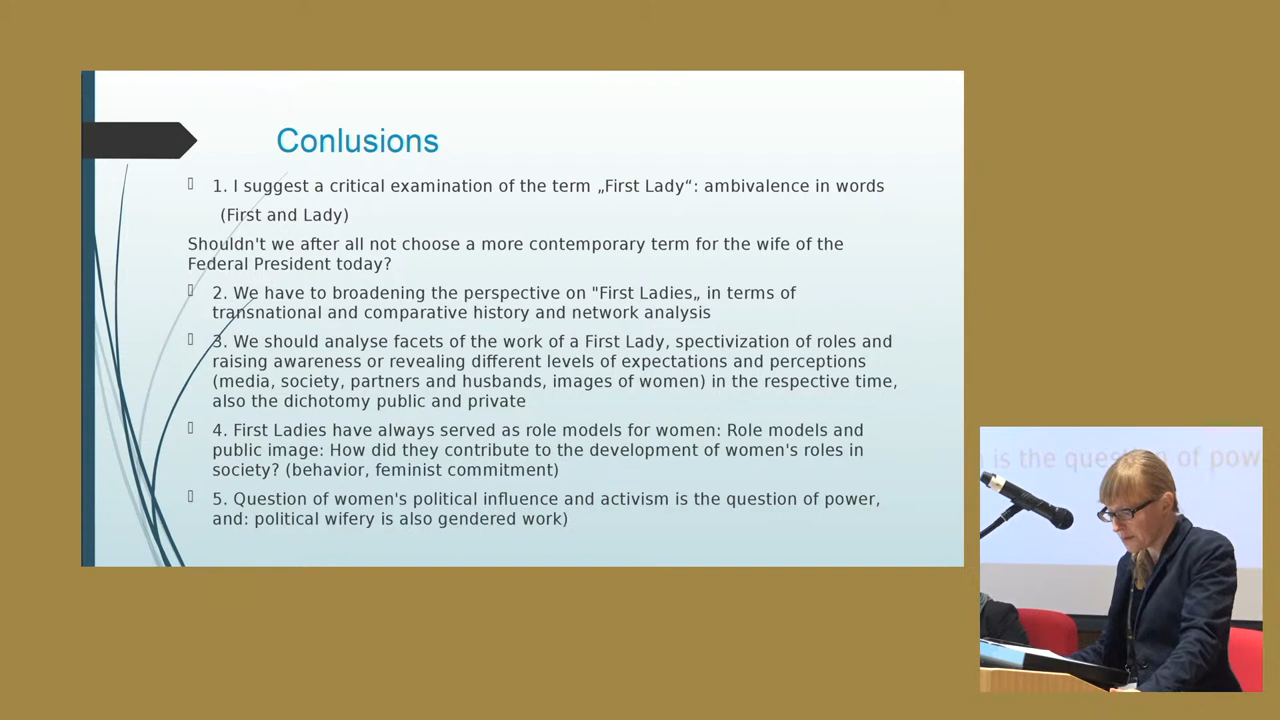 Conlusions
1. I suggest a critical examination of the term „First Lady“: ambivalence in words
(First and Lady)
Shouldn't we after all not choose a more contemporary term for the wife of the
Federal President today?
2. We have to broadening the perspective on "First Ladies„ in terms of
transnational and comparative history and network analysis
3. We should analyse facets of the work of a First Lady, spectivization of roles and
raising awareness or revealing different levels of expectations and perceptions
(media, society, partners and husbands, images of women) in the respective time,
also the dichotomy public and private
4. First Ladies have always served as role models for women: Role models and
public image: How did they contribute to the development of women's roles in
society? (behavior, feminist commitment)
5. Question of women's political influence and activism is the question of power,
and: political wifery is also gendered work)
is the question of pow